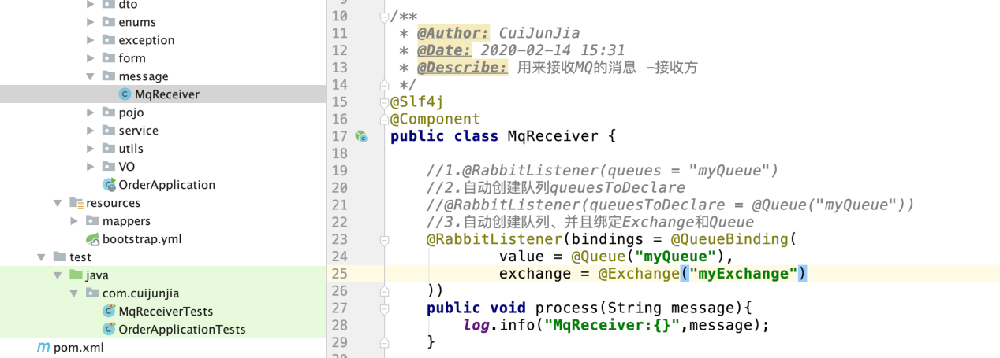 dto
enums
exception
form
message
MqReceiver
pojo
service
utils
VO
OrderApplication
resources
mappers
bootstrap.yml
test
java
com.cuijunjia
MqReceiverTests
OrderApplicationTests
pom.xml
10 /**
11 * @Author: CuiJunJia
12 * @Date: 2020-02-14 15:31
13 * @Describe: 用来接收MQ的消息 -接收方
14 */
15 @Slf4j
16 @Component
17 public class MqReceiver {
18
19 //1.@RabbitListener(queues = "myQueue")
20 //2.自动创建队列queuesToDeclare
21 //@RabbitListener(queuesToDeclare = @Queue("myQueue"))
22 //3.自动创建队列、并且绑定Exchange和Queue
23 @RabbitListener(bindings = @QueueBinding(
24 value = @Queue("myQueue"),
25 exchange = @Exchange("myExchange")
26 ))
27 public void process(String message){
28 log.info("MqReceiver:{}",message);
29 }